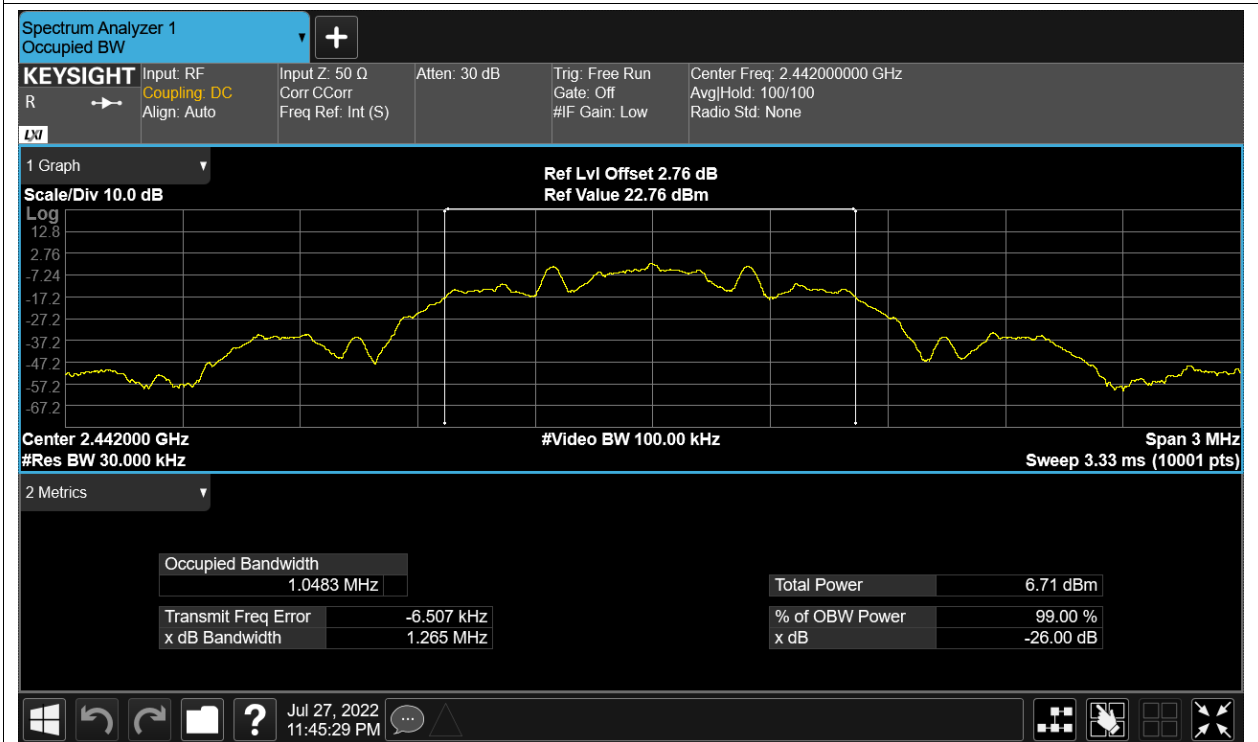 Spectrum Analyzer 1
Occupied BW
▼
+
KEYSIGHT Input: RF Input Z: 50 Ω Atten: 30 dB Trig: Free Run Center Freq: 2.442000000 GHz
R Coupling: DC Corr CCorr Gate: Off Avg|Hold: 100/100
Align: Auto Freq Ref: Int (S) #IF Gain: Low Radio Std: None
LXI
1 Graph ▼ Ref Lvl Offset 2.76 dB
Scale/Div 10.0 dB Ref Value 22.76 dBm
Log
12.8
2.76
-7.24
-17.2
-27.2
-37.2
-47.2
-57.2
-67.2
Center 2.442000 GHz #Video BW 100.00 kHz Span 3 MHz
#Res BW 30.000 kHz Sweep 3.33 ms (10001 pts)
2 Metrics ▼
Occupied Bandwidth
1.0483 MHz Total Power 6.71 dBm
Transmit Freq Error -6.507 kHz % of OBW Power 99.00 %
x dB Bandwidth 1.265 MHz x dB -26.00 dB
? Jul 27, 2022
11:45:29 PM